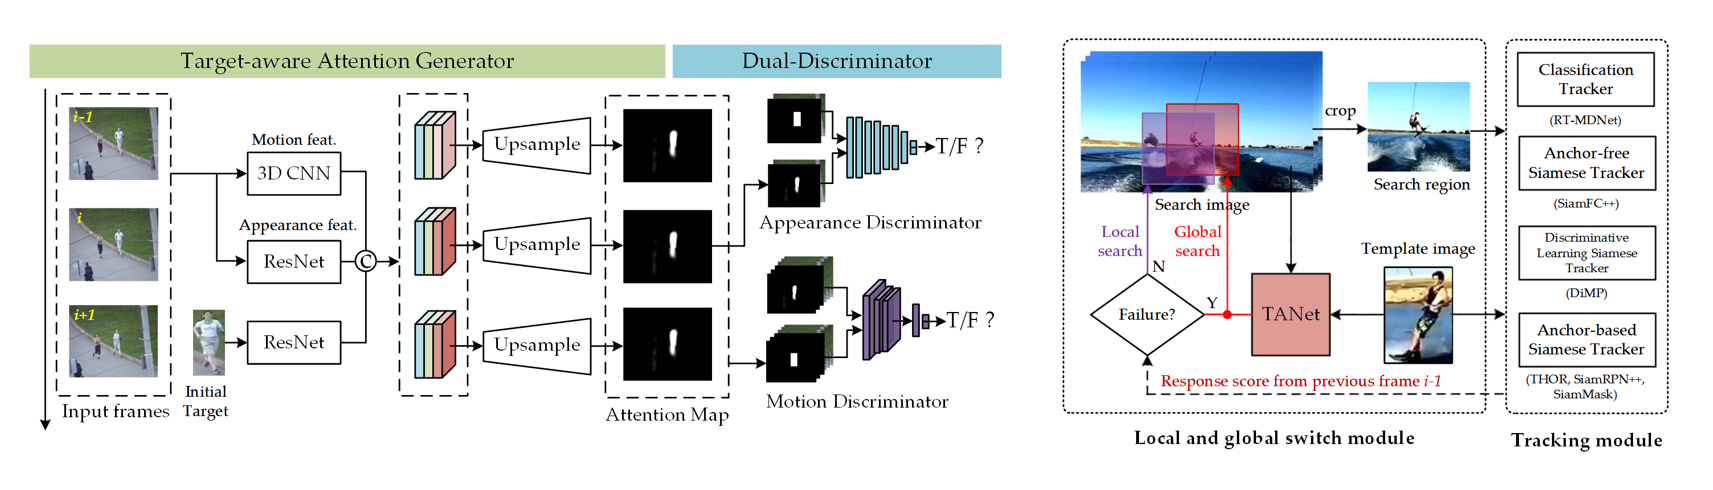 Target-aware Attention Generator
Dual-Discriminator
i-1
i
i+1
Input frames
Motion feat.
3D CNN
Appearance feat.
ResNet
ResNet
Initial
Target
C
Upsample
Upsample
Upsample
Attention Map
T/F ?
Appearance Discriminator
T/F ?
Motion Discriminator
Search image
crop
Search region
Local
search
Global
search
N
Failure?
Y
TANet
Template image
Response score from previous frame i-1
Local and global switch module
Classification
Tracker
(RT-MDNet)
Anchor-free
Siamese Tracker
(SiamFC++)
Discriminative
Learning Siamese
Tracker
(DiMP)
Anchor-based
Siamese Tracker
(THOR, SiamRPN++,
SiamMask)
Tracking module